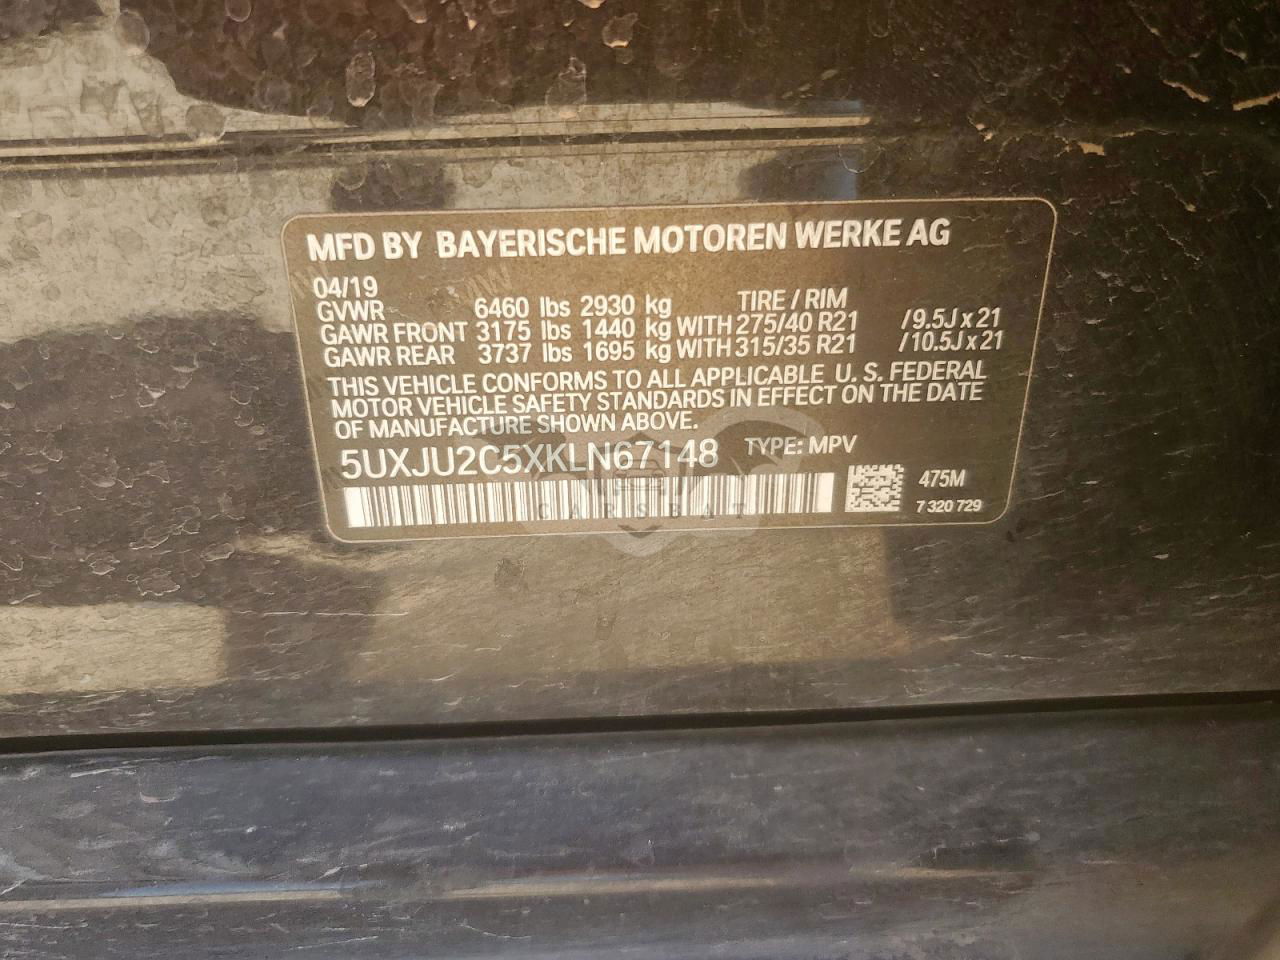 MFD BY BAYERISCHE MOTOREN WERKE AG
04/19
GVWR 6460 lbs 2930 kg TIRE / RIM
GAWR FRONT 3175 lbs 1440 kg WITH 275/40 R21 /9.5J x 21
GAWR REAR 3737 lbs 1695 kg WITH 315/35 R21 /10.5J x 21
THIS VEHICLE CONFORMS TO ALL APPLICABLE U. S. FEDERAL
MOTOR VEHICLE SAFETY STANDARDS IN EFFECT ON THE DATE
OF MANUFACTURE SHOWN ABOVE.
5UXJU2C5XKLN67148 TYPE: MPV
475M
7 320 729
CARSBAT